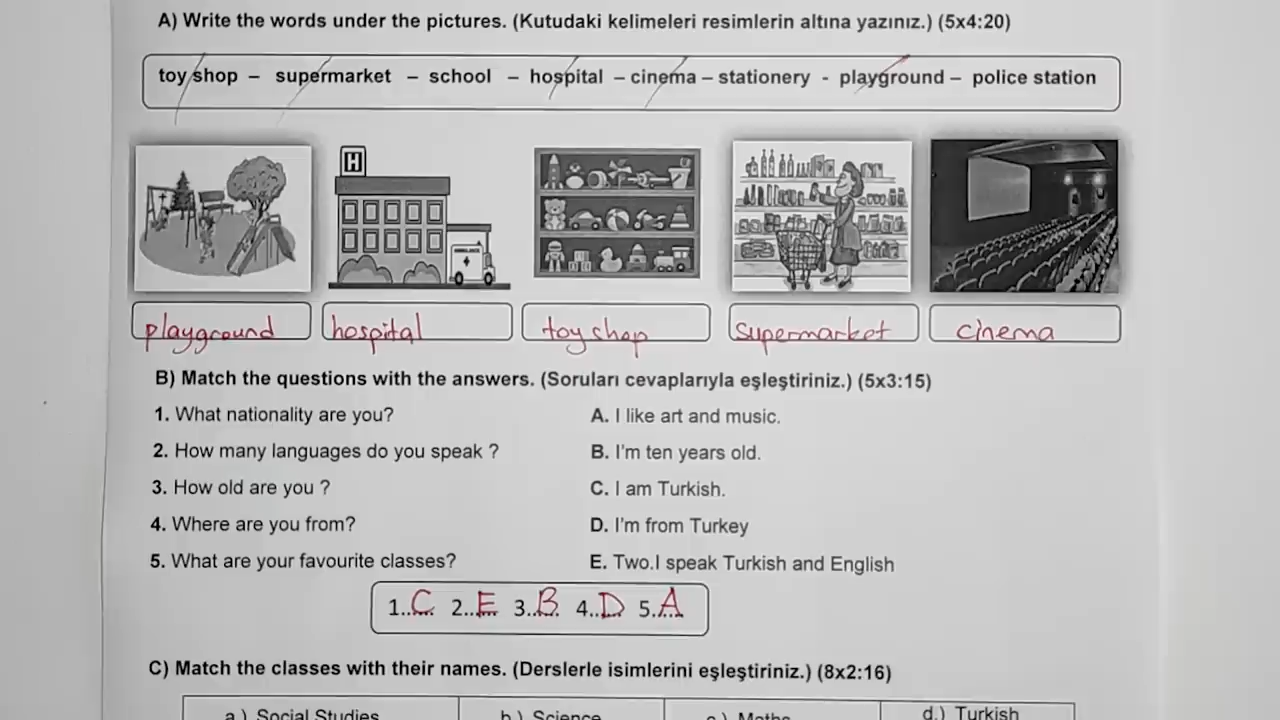 A) Write the words under the pictures. (Kutudaki kelimeleri resimlerin altına yazınız.) (5x4:20)
toy shop – supermarket – school – hospital – cinema – stationery - playground – police station
H
AMBULANCE
playground hospital toy shop supermarket cinema
B) Match the questions with the answers. (Soruları cevaplarıyla eşleştiriniz.) (5x3:15)
1. What nationality are you? A. I like art and music.
2. How many languages do you speak ? B. I'm ten years old.
3. How old are you ? C. I am Turkish.
4. Where are you from? D. I'm from Turkey
5. What are your favourite classes? E. Two.I speak Turkish and English
1..C.... 2..E.... 3..B.... 4..D.... 5..A....
C) Match the classes with their names. (Derslerle isimlerini eşleştiriniz.) (8x2:16)
a.) Social Studies b.) Science c.) Maths d.) Turkish